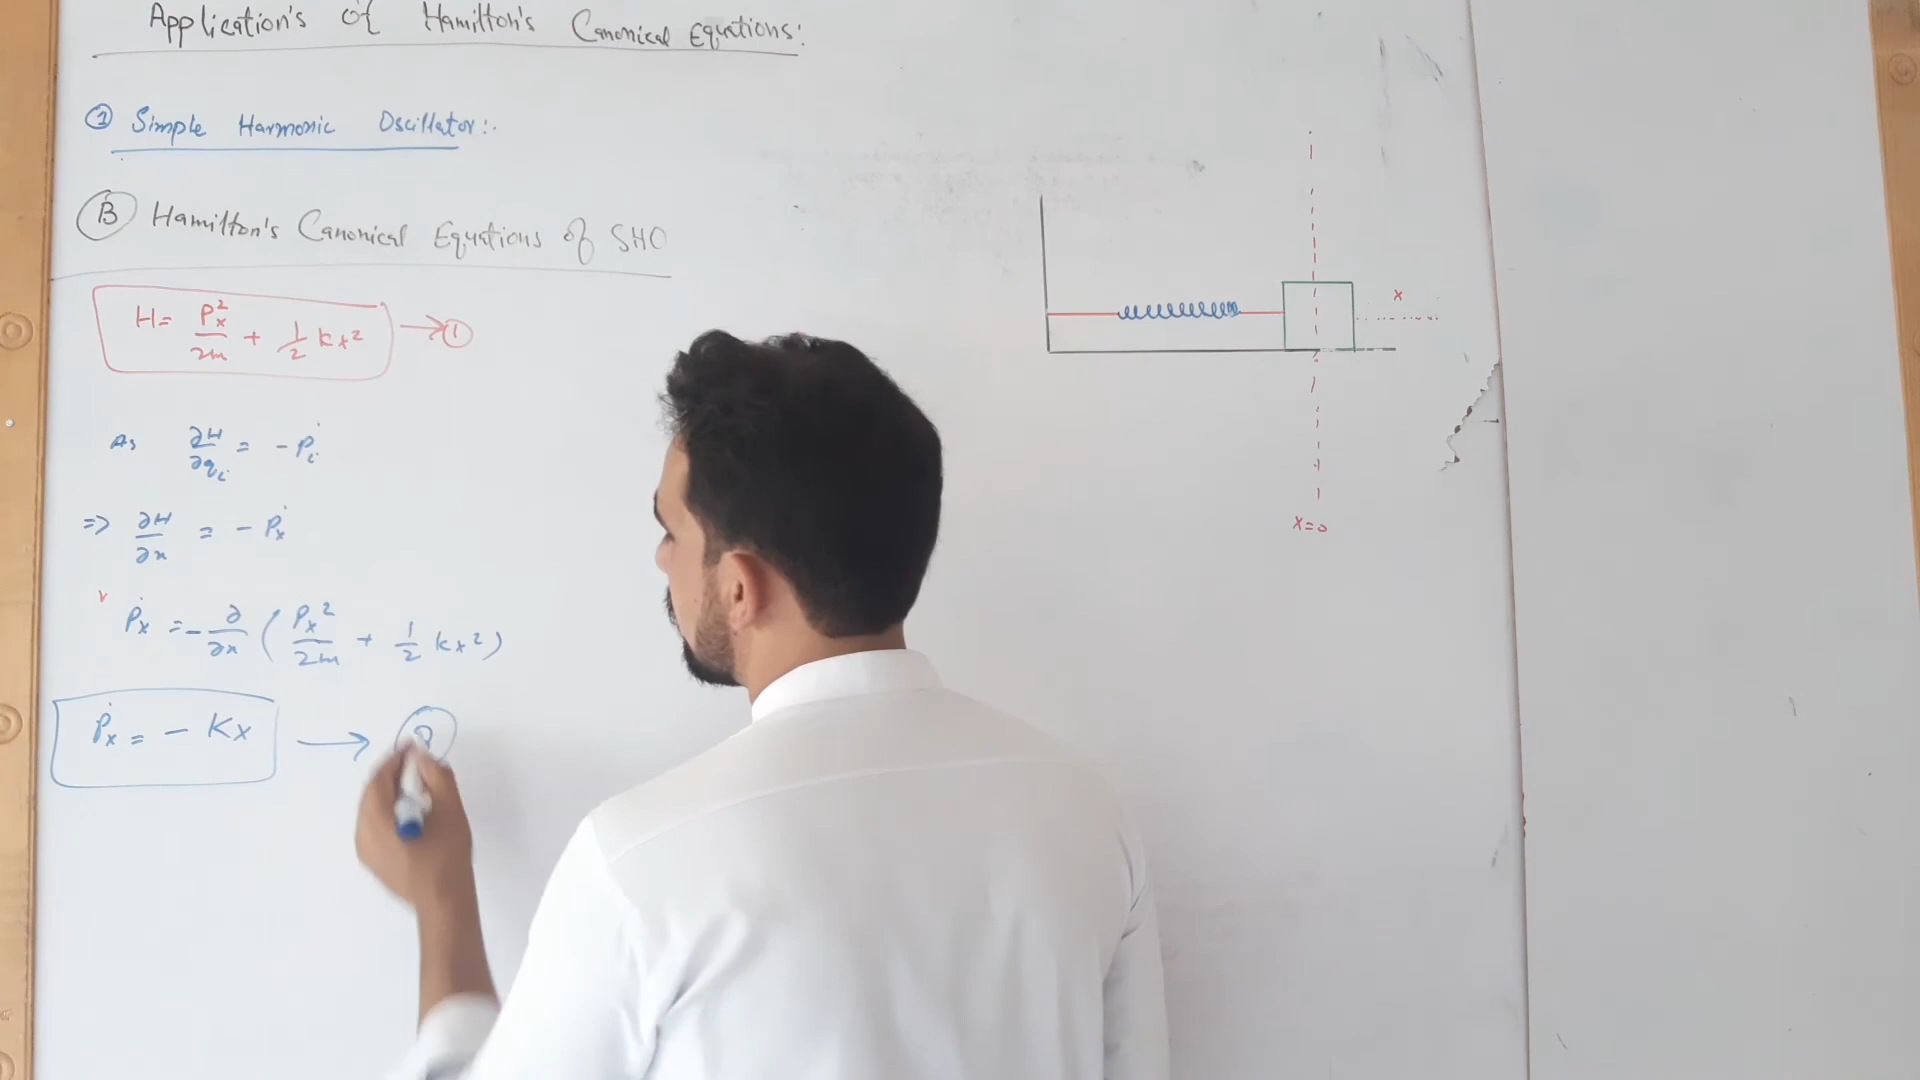 Application's of Hamilton's Canonical Equations:
① Simple Harmonic Oscillator:.
Ⓑ Hamilton's Canonical Equations of SHO
H = Pₓ²/2m + 1/2 kx² → ①
As ∂H/∂qᵢ = - Ṗᵢ
=> ∂H/∂x = - Ṗₓ
Ṗₓ = - ∂/∂x ( Pₓ²/2m + 1/2 kx² )
Ṗₓ = - Kx →
x
x=0